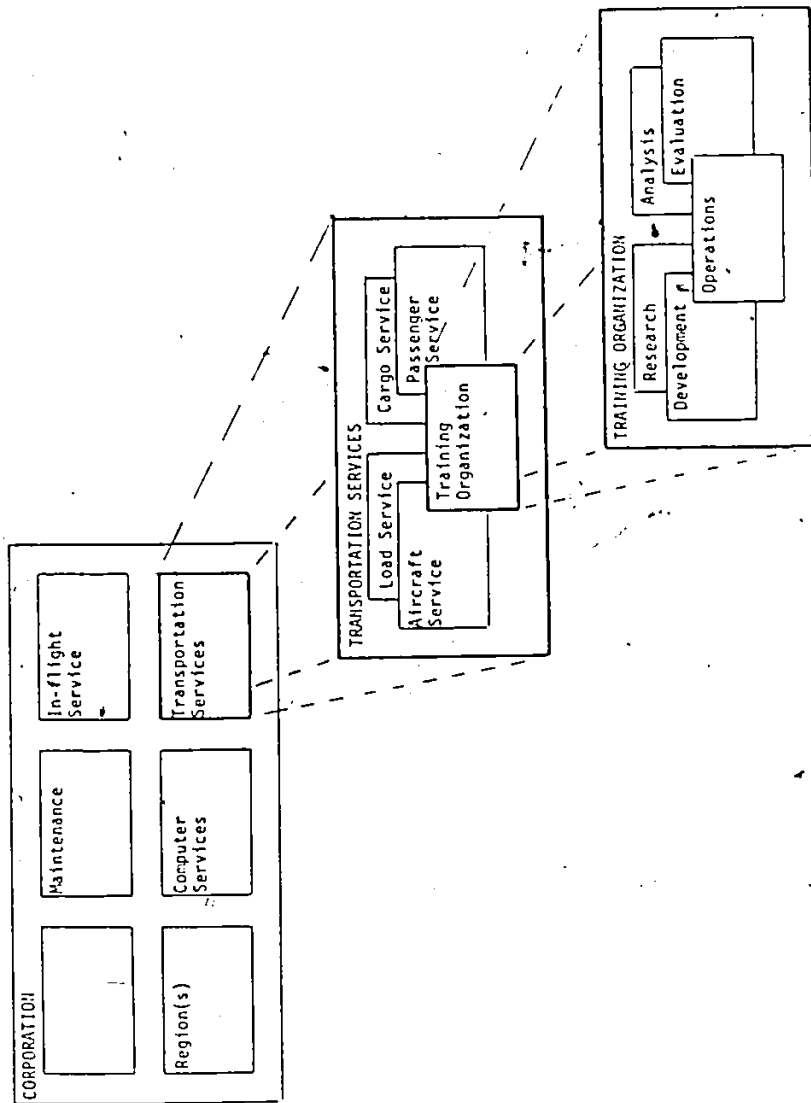 CORPORATION
Maintenance
In-flight
Service
Region(s)
Computer
Services
Transportation
Services
TRANSPORTATION SERVICES
Load Service
Cargo Service
Aircraft
Service
Passenger
Service
Training
Organization
TRAINING ORGANIZATION
Research
Analysis
Development
Evaluation
Operations